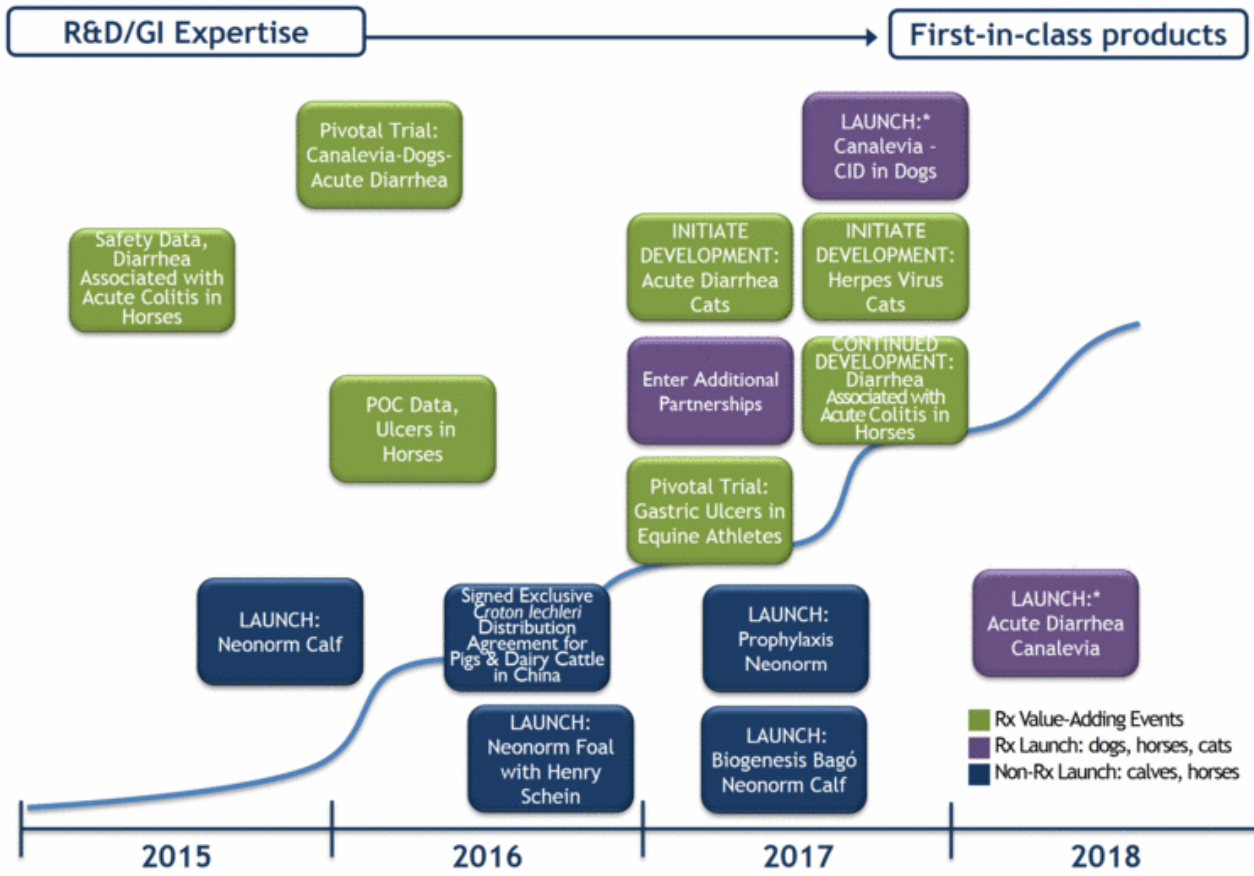 R&D/GI Expertise
First-in-class products
Pivotal Trial:
Canalevia-Dogs-
Acute Diarrhea
LAUNCH:*
Canalevia –
CID in Dogs
Safety Data,
Diarrhea
Associated with
Acute Colitis in
Horses
INITIATE
DEVELOPMENT:
Acute Diarrhea
Cats
INITIATE
DEVELOPMENT:
Herpes Virus
Cats
POC Data,
Ulcers in
Horses
Enter Additional
Partnerships
CONTINUED
DEVELOPMENT:
Diarrhea
Associated with
Acute Colitis in
Horses
Pivotal Trial:
Gastric Ulcers in
Equine Athletes
LAUNCH:
Neonorm Calf
Signed Exclusive
Croton lechleri
Distribution
Agreement for
Pigs & Dairy Cattle
in China
LAUNCH:
Prophylaxis
Neonorm
LAUNCH:*
Acute Diarrhea
Canalevia
LAUNCH:
Neonorm Foal
with Henry
Schein
LAUNCH:
Biogenesis Bagó
Neonorm Calf
Rx Value-Adding Events
Rx Launch: dogs, horses, cats
Non-Rx Launch: calves, horses
2015
2016
2017
2018